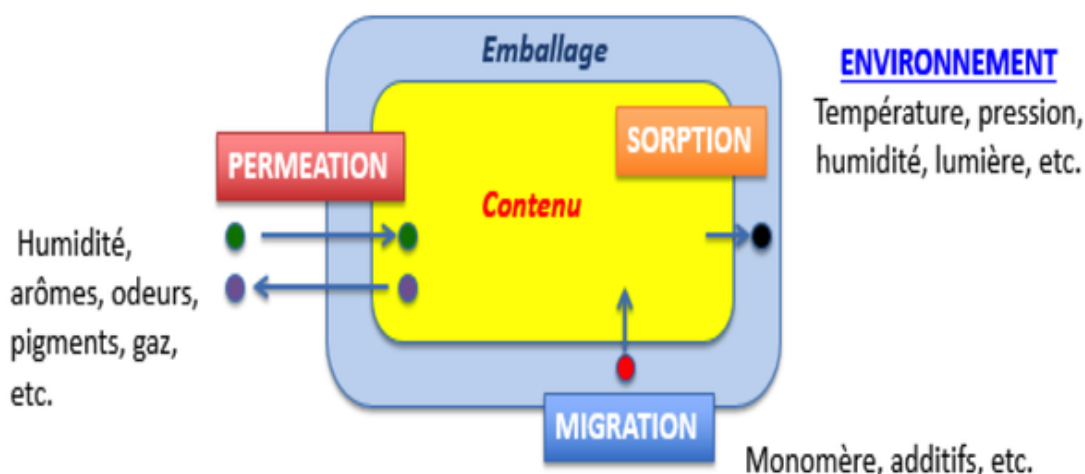 Emballage
ENVIRONNEMENT
Température, pression,
humidité, lumière, etc.
PERMEATION
SORPTION
Contenu
Humidité,
arômes, odeurs,
pigments, gaz,
etc.
MIGRATION
Monomère, additifs, etc.